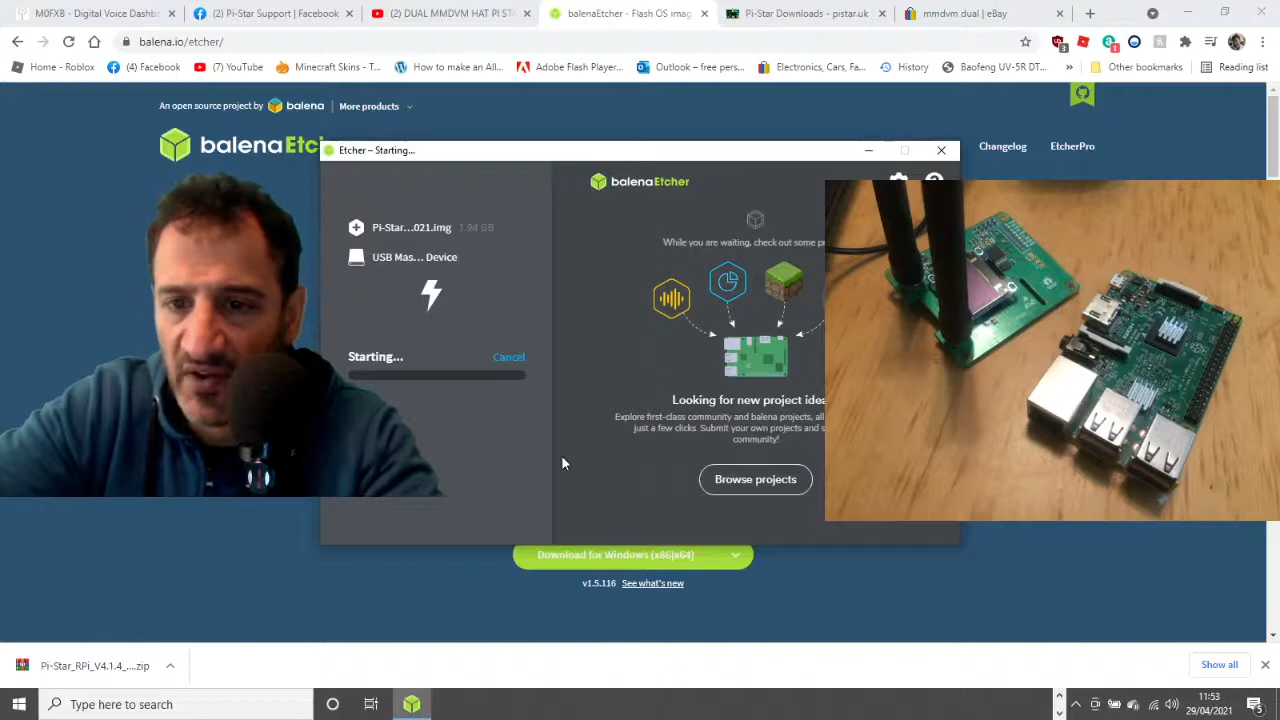 M0FXB - Digital Voice Dashb
(2) Pi-Star Support | Facebook
(2) DUAL MMDVM HAT PI ST
balenaEtcher - Flash OS imag
Pi-Star Downloads - pistar.uk
mmdvm dual | eBay
balena.io/etcher/
Home - Roblox
(4) Facebook
(2) YouTube
Minecraft Skins - T...
How to make an All...
Adobe Flash Player...
Outlook – free pers...
Electronics, Cars, Fa...
History
Baofeng UV-5R DT...
Other bookmarks
Reading list
An open source project by balena
More products
balenaEtc
Changelog
EtcherPro
Etcher – Starting...
balenaEtcher
Pi-Star...021.img 1.94 GB
USB Mas... Device
While you are waiting, check out some pr
Starting...
Cancel
Looking for new project idea
Explore first-class community and balena projects, all
just a few clicks. Submit your own projects and s
community!
Browse projects
Download for Windows (x86|x64)
v1.5.116 See what's new
Pi-Star_RPi_V4.1.4_....zip
Show all
Type here to search
11:53
29/04/2021
5